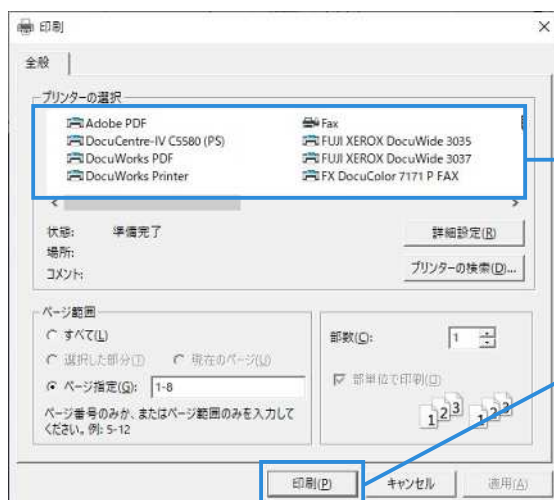 印刷
全般
プリンターの選択
Adobe PDF
DocuCentre-IV C5580 (PS)
DocuWorks PDF
DocuWorks Printer
Fax
FUJI XEROX DocuWide 3035
FUJI XEROX DocuWide 3037
FX DocuColor 7171 P FAX
状態: 準備完了
場所:
コメント:
詳細設定(R)
プリンターの検索(D)...
ページ範囲
すべて(L)
選択した部分(T) 現在のページ(U)
ページ指定(G): 1-8
ページ番号のみか、またはページ範囲のみを入力して
ください。例: 5-12
部数(C): 1
部単位で印刷(O)
1 2 3 1 2 3
印刷(P) キャンセル 適用(A)